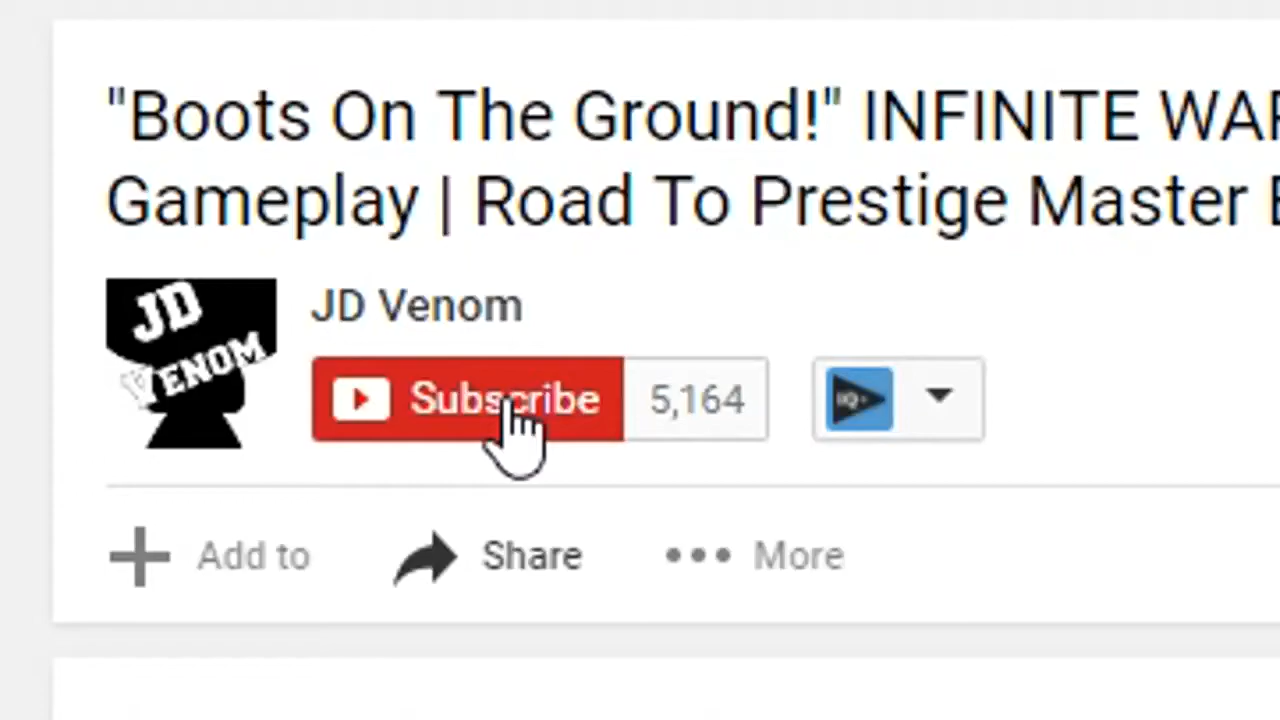 "Boots On The Ground!" INFINITE WAR
Gameplay | Road To Prestige Master
JD VENOM
JD Venom
Subscribe 5,164
Add to Share More